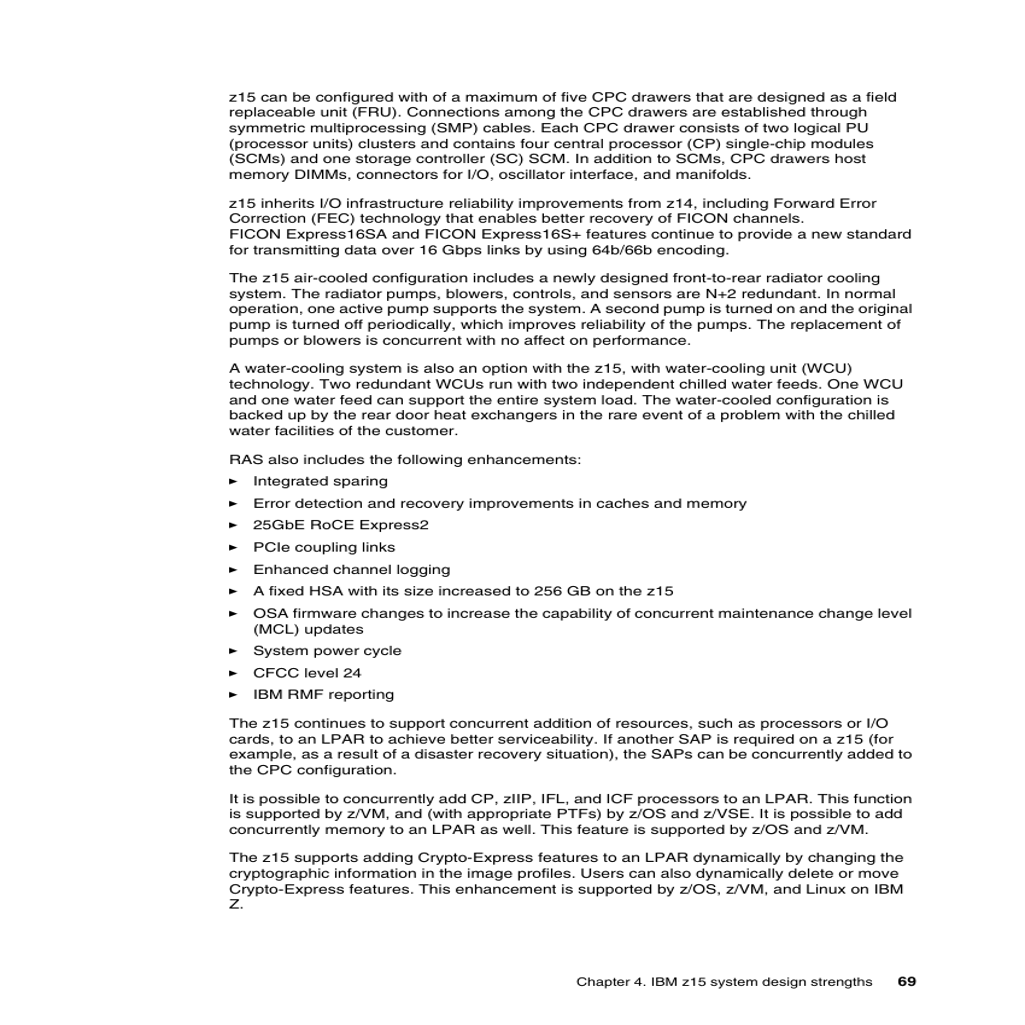 z15 can be configured with of a maximum of five CPC drawers that are designed as a field
replaceable unit (FRU). Connections among the CPC drawers are established through
symmetric multiprocessing (SMP) cables. Each CPC drawer consists of two logical PU
(processor units) clusters and contains four central processor (CP) single-chip modules
(SCMs) and one storage controller (SC) SCM. In addition to SCMs, CPC drawers host
memory DIMMs, connectors for I/O, oscillator interface, and manifolds.
z15 inherits I/O infrastructure reliability improvements from z14, including Forward Error
Correction (FEC) technology that enables better recovery of FICON channels.
FICON Express16SA and FICON Express16S+ features continue to provide a new standard
for transmitting data over 16 Gbps links by using 64b/66b encoding.
The z15 air-cooled configuration includes a newly designed front-to-rear radiator cooling
system. The radiator pumps, blowers, controls, and sensors are N+2 redundant. In normal
operation, one active pump supports the system. A second pump is turned on and the original
pump is turned off periodically, which improves reliability of the pumps. The replacement of
pumps or blowers is concurrent with no affect on performance.
A water-cooling system is also an option with the z15, with water-cooling unit (WCU)
technology. Two redundant WCUs run with two independent chilled water feeds. One WCU
and one water feed can support the entire system load. The water-cooled configuration is
backed up by the rear door heat exchangers in the rare event of a problem with the chilled
water facilities of the customer.
RAS also includes the following enhancements:
► Integrated sparing
► Error detection and recovery improvements in caches and memory
► 25GbE RoCE Express2
► PCIe coupling links
► Enhanced channel logging
► A fixed HSA with its size increased to 256 GB on the z15
► OSA firmware changes to increase the capability of concurrent maintenance change level
(MCL) updates
► System power cycle
► CFCC level 24
► IBM RMF reporting
The z15 continues to support concurrent addition of resources, such as processors or I/O
cards, to an LPAR to achieve better serviceability. If another SAP is required on a z15 (for
example, as a result of a disaster recovery situation), the SAPs can be concurrently added to
the CPC configuration.
It is possible to concurrently add CP, zIIP, IFL, and ICF processors to an LPAR. This function
is supported by z/VM, and (with appropriate PTFs) by z/OS and z/VSE. It is possible to add
concurrently memory to an LPAR as well. This feature is supported by z/OS and z/VM.
The z15 supports adding Crypto-Express features to an LPAR dynamically by changing the
cryptographic information in the image profiles. Users can also dynamically delete or move
Crypto-Express features. This enhancement is supported by z/OS, z/VM, and Linux on IBM
Z.
Chapter 4. IBM z15 system design strengths 69